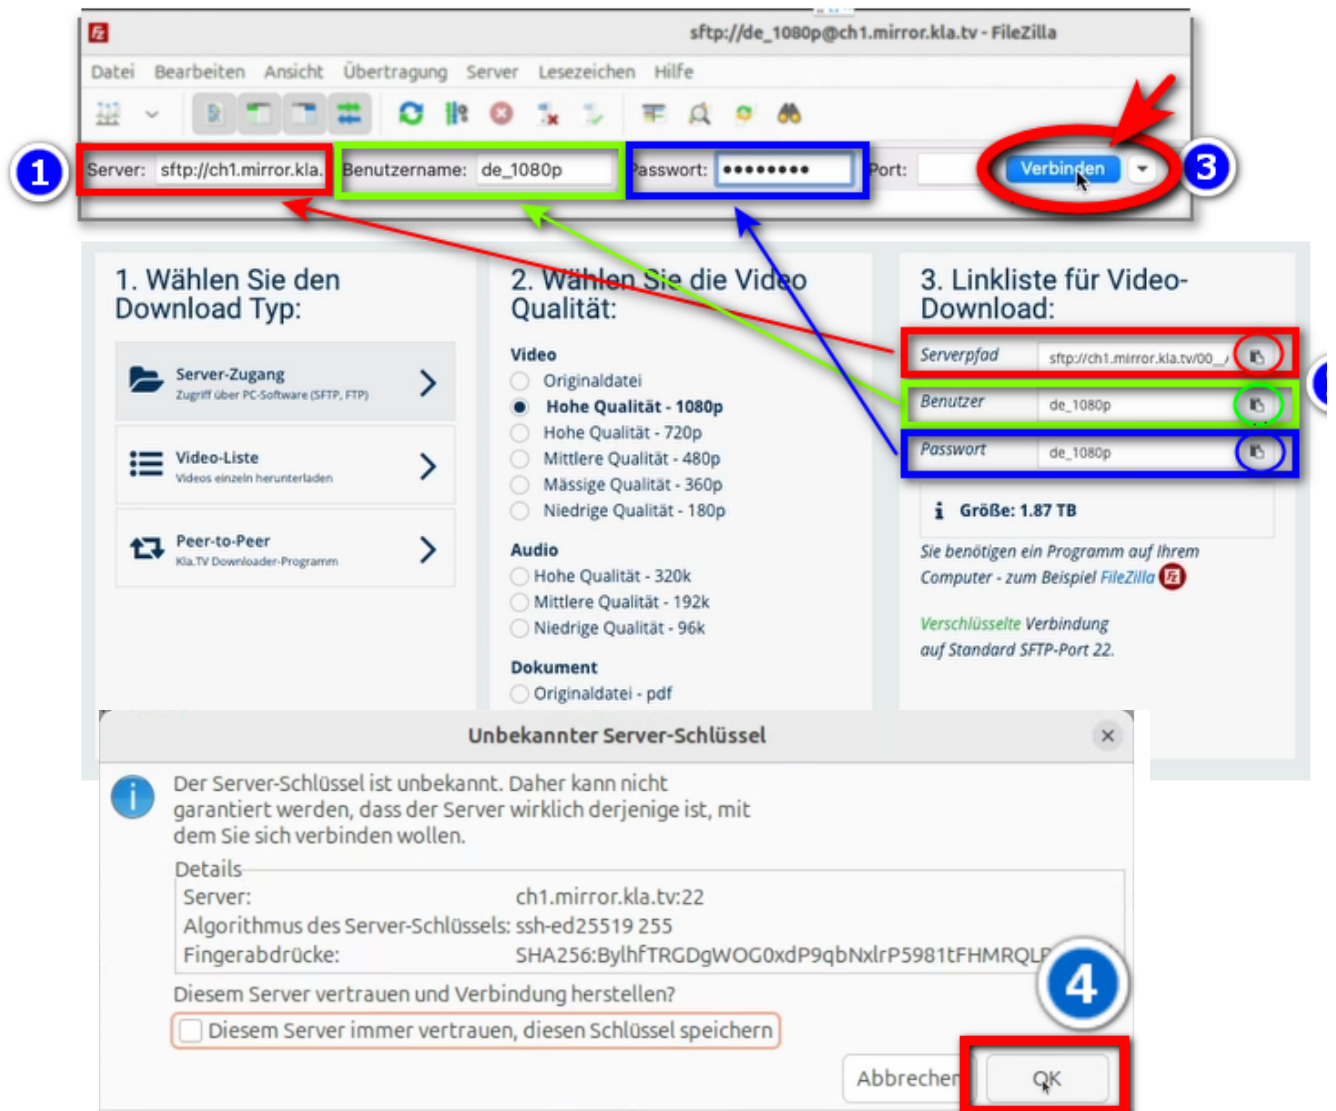 sftp://de_1080p@ch1.mirror.kla.tv - FileZilla
Datei Bearbeiten Ansicht Übertragung Server Lesezeichen Hilfe
1 Server: sftp://ch1.mirror.kla. Benutzername: de_1080p Passwort: •••••••• Port: Verbinden 3
1. Wählen Sie den
Download Typ:
Server-Zugang
Zugriff über PC-Software (SFTP, FTP)
Video-Liste
Videos einzeln herunterladen
Peer-to-Peer
Kla.TV Downloader-Programm
2. Wählen Sie die Video
Qualität:
Video
Originaldatei
Hohe Qualität - 1080p
Hohe Qualität - 720p
Mittlere Qualität - 480p
Mässige Qualität - 360p
Niedrige Qualität - 180p
Audio
Hohe Qualität - 320k
Mittlere Qualität - 192k
Niedrige Qualität - 96k
Dokument
Originaldatei - pdf
3. Linkliste für Video-
Download:
Serverpfad sftp://ch1.mirror.kla.tv/00__
Benutzer de_1080p
Passwort de_1080p
i Größe: 1.87 TB
Sie benötigen ein Programm auf Ihrem
Computer - zum Beispiel FileZilla Fz
Verschlüsselte Verbindung
auf Standard SFTP-Port 22.
Unbekannter Server-Schlüssel
Der Server-Schlüssel ist unbekannt. Daher kann nicht
garantiert werden, dass der Server wirklich derjenige ist, mit
dem Sie sich verbinden wollen.
Details
Server: ch1.mirror.kla.tv:22
Algorithmus des Server-Schlüssels: ssh-ed25519 255
Fingerabdrücke: SHA256:BylhfTRGDgWOG0xdP9qbNxlrP5981tFHMRQL
4
Diesem Server vertrauen und Verbindung herstellen?
Diesem Server immer vertrauen, diesen Schlüssel speichern
Abbrechen OK